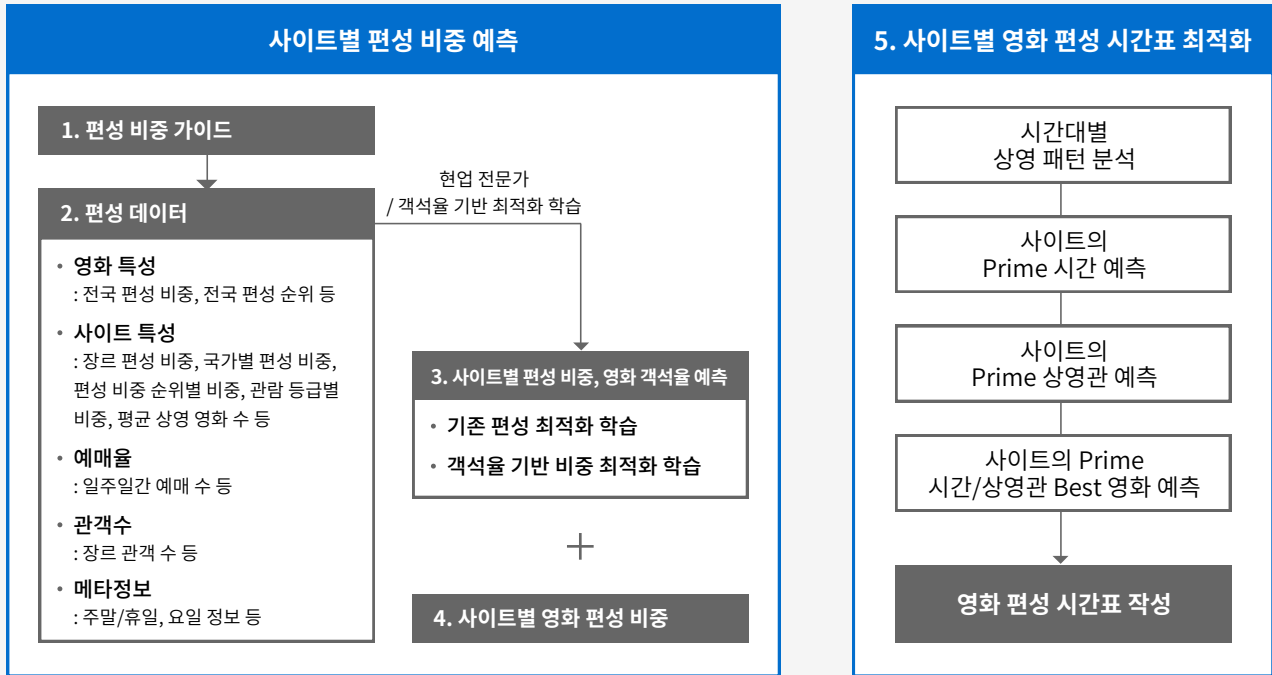 사이트별 편성 비중 예측
1. 편성 비중 가이드
2. 편성 데이터
• 영화 특성
: 전국 편성 비중, 전국 편성 순위 등
• 사이트 특성
: 장르 편성 비중, 국가별 편성 비중,
편성 비중 순위별 비중, 관람 등급별
비중, 평균 상영 영화 수 등
• 예매율
: 일주일간 예매 수 등
• 관객수
: 장르 관객 수 등
• 메타정보
: 주말/휴일, 요일 정보 등
현업 전문가
/ 객석율 기반 최적화 학습
3. 사이트별 편성 비중, 영화 객석율 예측
• 기존 편성 최적화 학습
• 객석율 기반 비중 최적화 학습
+
4. 사이트별 영화 편성 비중
5. 사이트별 영화 편성 시간표 최적화
시간대별
상영 패턴 분석
사이트의
Prime 시간 예측
사이트의
Prime 상영관 예측
사이트의 Prime
시간/상영관 Best 영화 예측
영화 편성 시간표 작성